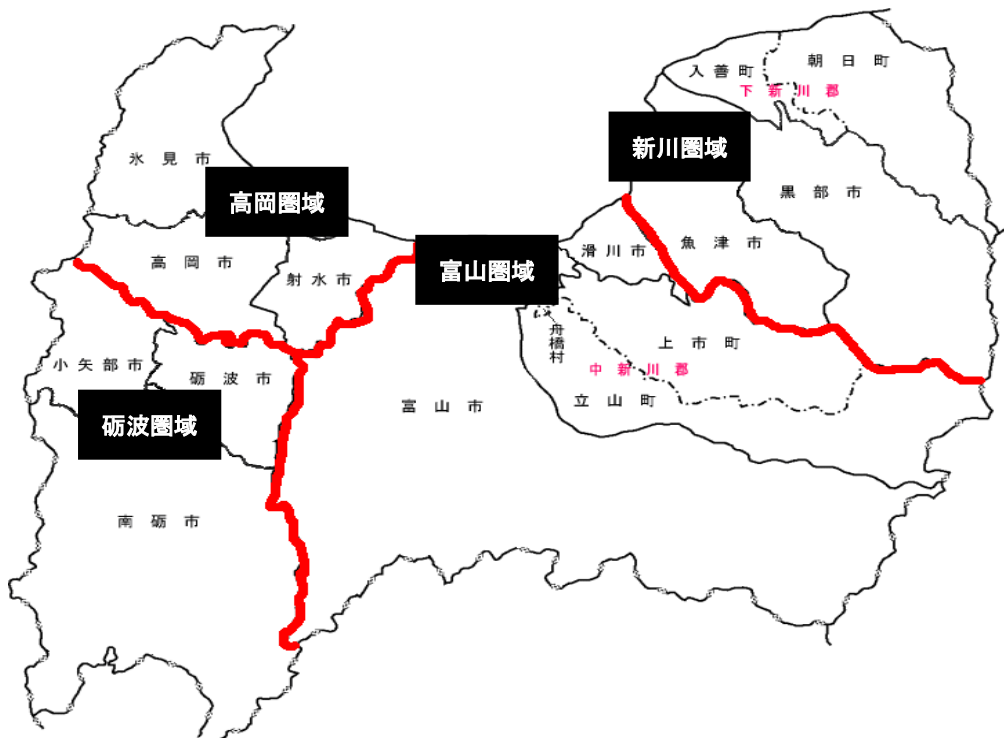 朝日町
入善町
下新川郡
新川圏域
氷見市
黒部市
高岡圏域
魚津市
滑川市
高岡市
富山圏域
射水市
舟橋村
上市町
小矢部市
砺波市
中新川郡
立山町
富山市
砺波圏域
南砺市